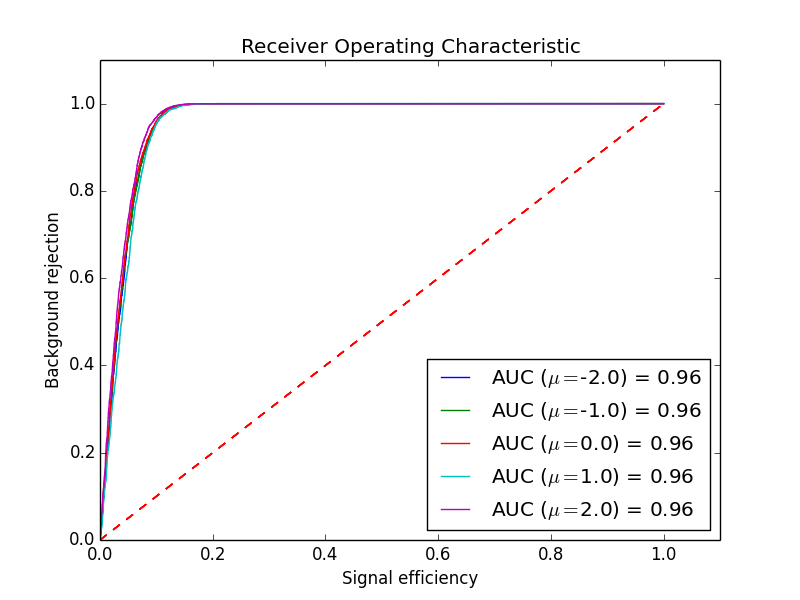 Receiver Operating Characteristic
1.0
0.8
0.6
0.4
0.2
0.0
Background rejection
AUC (μ=-2.0) = 0.96
AUC (μ=-1.0) = 0.96
AUC (μ=0.0) = 0.96
AUC (μ=1.0) = 0.96
AUC (μ=2.0) = 0.96
0.0 0.2 0.4 0.6 0.8 1.0
Signal efficiency